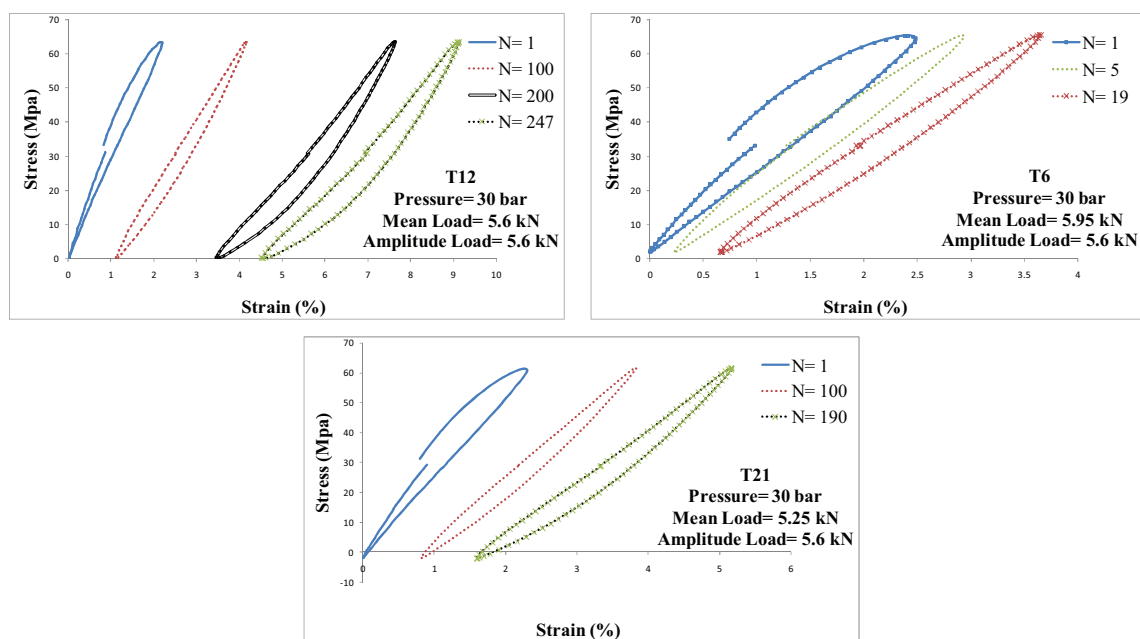 70
60
50
40
30
20
10
0
0 1 2 3 4 5 6 7 8 9 10
Stress (Mpa)
Strain (%)
N= 1
N= 100
N= 200
N= 247
T12
Pressure= 30 bar
Mean Load= 5.6 kN
Amplitude Load= 5.6 kN
70
60
50
40
30
20
10
0
0 0.5 1 1.5 2 2.5 3 3.5 4
Stress (Mpa)
Strain (%)
N= 1
N= 5
N= 19
T6
Pressure= 30 bar
Mean Load= 5.95 kN
Amplitude Load= 5.6 kN
70
60
50
40
30
20
10
0
-10
0 1 2 3 4 5 6
Stress (Mpa)
Strain (%)
N= 1
N= 100
N= 190
T21
Pressure= 30 bar
Mean Load= 5.25 kN
Amplitude Load= 5.6 kN